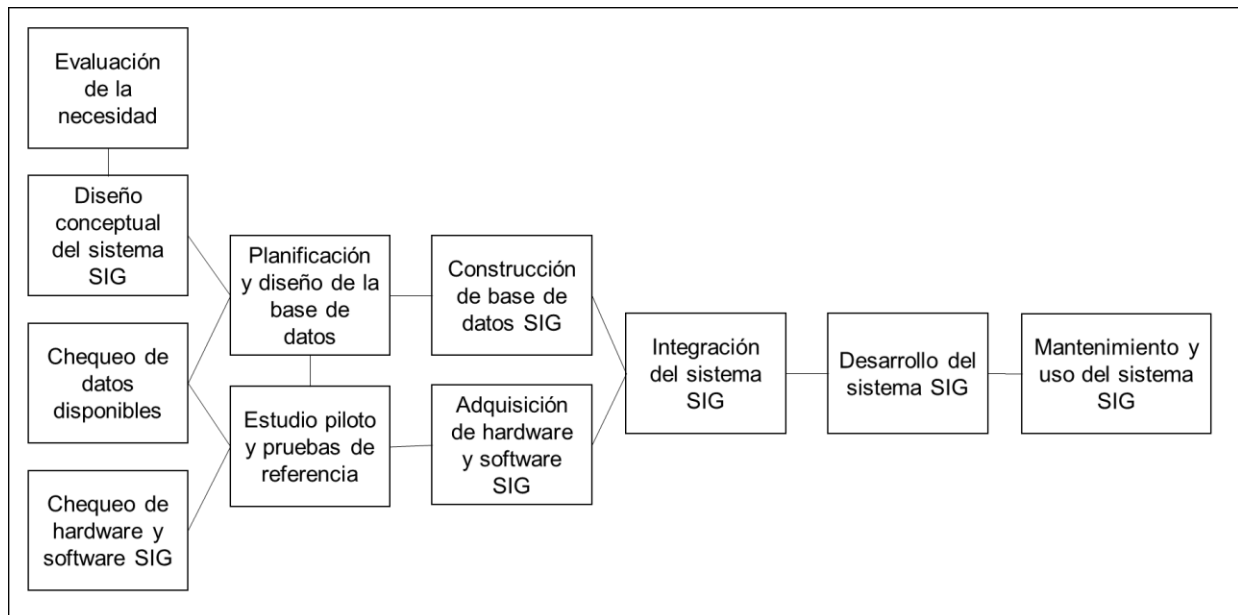 Evaluación
de la
necesidad
Diseño
conceptual
del sistema
SIG
Chequeo de
datos
disponibles
Chequeo de
hardware y
software SIG
Planificación
y diseño de la
base de
datos
Estudio piloto
y pruebas de
referencia
Construcción
de base de
datos SIG
Adquisición
de hardware
y software
SIG
Integración
del sistema
SIG
Desarrollo del
sistema SIG
Mantenimiento y
uso del sistema
SIG